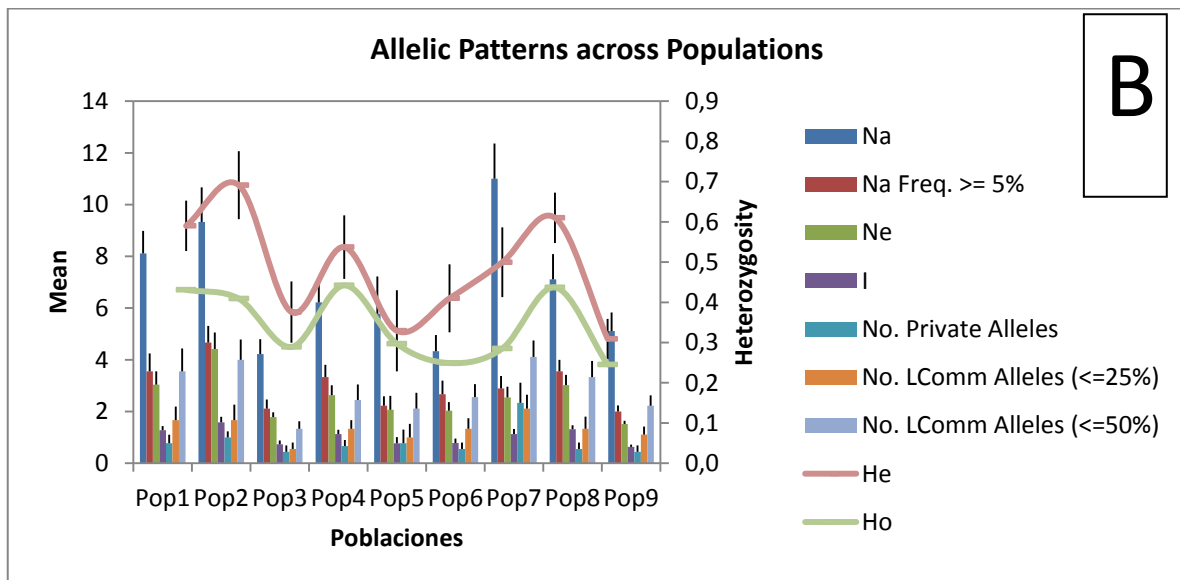 Allelic Patterns across Populations
B
Mean
14
12
10
8
6
4
2
0
0,9
0,8
0,7
0,6
0,5
0,4
0,3
0,2
0,1
0,0
Heterozygosity
Pop1 Pop2 Pop3 Pop4 Pop5 Pop6 Pop7 Pop8 Pop9
Poblaciones
Na
Na Freq. >= 5%
Ne
I
No. Private Alleles
No. LComm Alleles (<=25%)
No. LComm Alleles (<=50%)
He
Ho